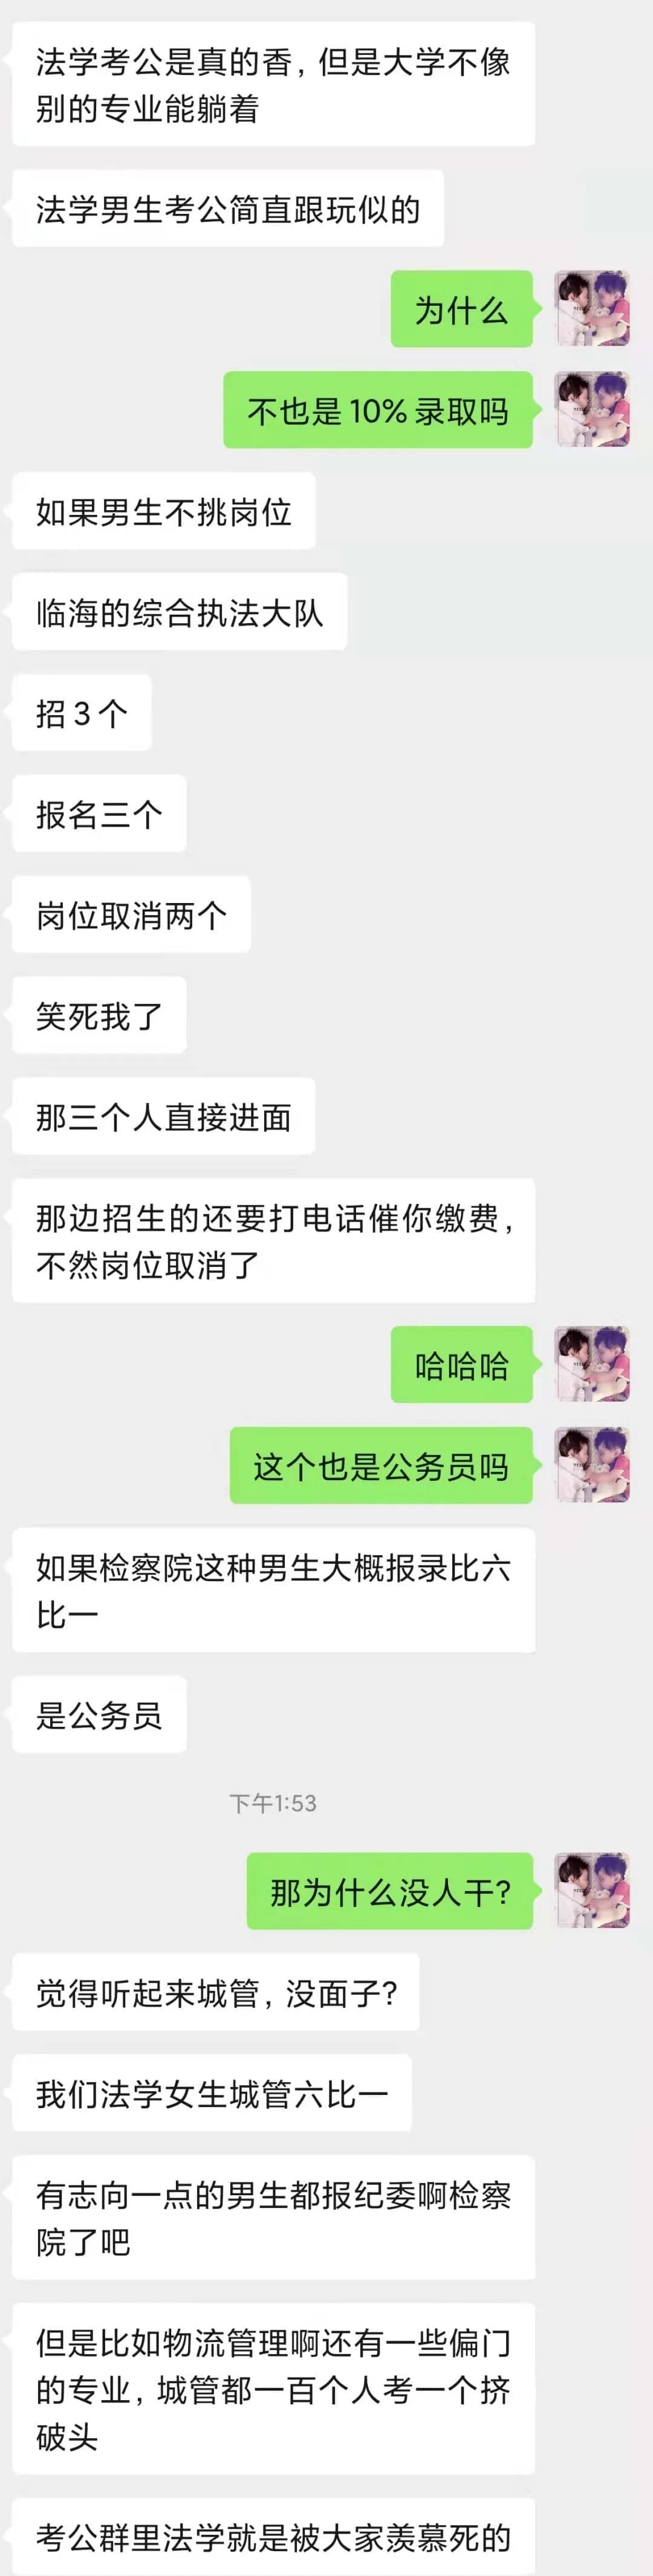 法学考公是真的香，但是大学不像
别的专业能躺着
法学男生考公简直跟玩似的
为什么
不也是10%录取吗
如果男生不挑岗位
临海的综合执法大队
招3个
报名三个
岗位取消两个
笑死我了
那三个人直接进面
那边招生的还要打电话催你缴费，
不然岗位取消了
哈哈哈
这个也是公务员吗
如果检察院这种男生大概报录比六
比一
是公务员
下午1:53
那为什么没人干？
觉得听起来城管，没面子？
我们法学女生城管六比一
有志向一点的男生都报纪委啊检察
院了吧
但是比如物流管理啊还有一些偏门
的专业，城管都一百个人考一个挤
破头
考公群里法学就是被大家羡慕死的